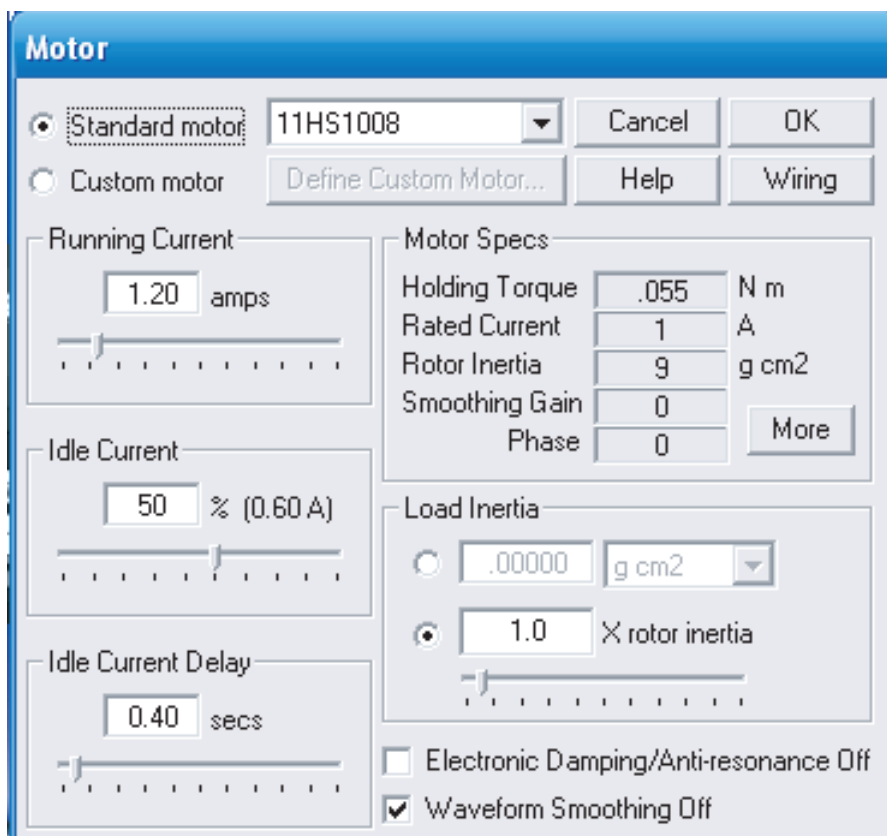 Motor
Standard motor 11HS1008 Cancel OK
Custom motor Define Custom Motor... Help Wiring
Running Current
1.20 amps
Idle Current
50 % (0.60 A)
Idle Current Delay
0.40 secs
Motor Specs
Holding Torque .055 N m
Rated Current 1 A
Rotor Inertia 9 g cm2
Smoothing Gain 0
Phase 0
More
Load Inertia
.00000 g cm2
1.0 X rotor inertia
Electronic Damping/Anti-resonance Off
Waveform Smoothing Off